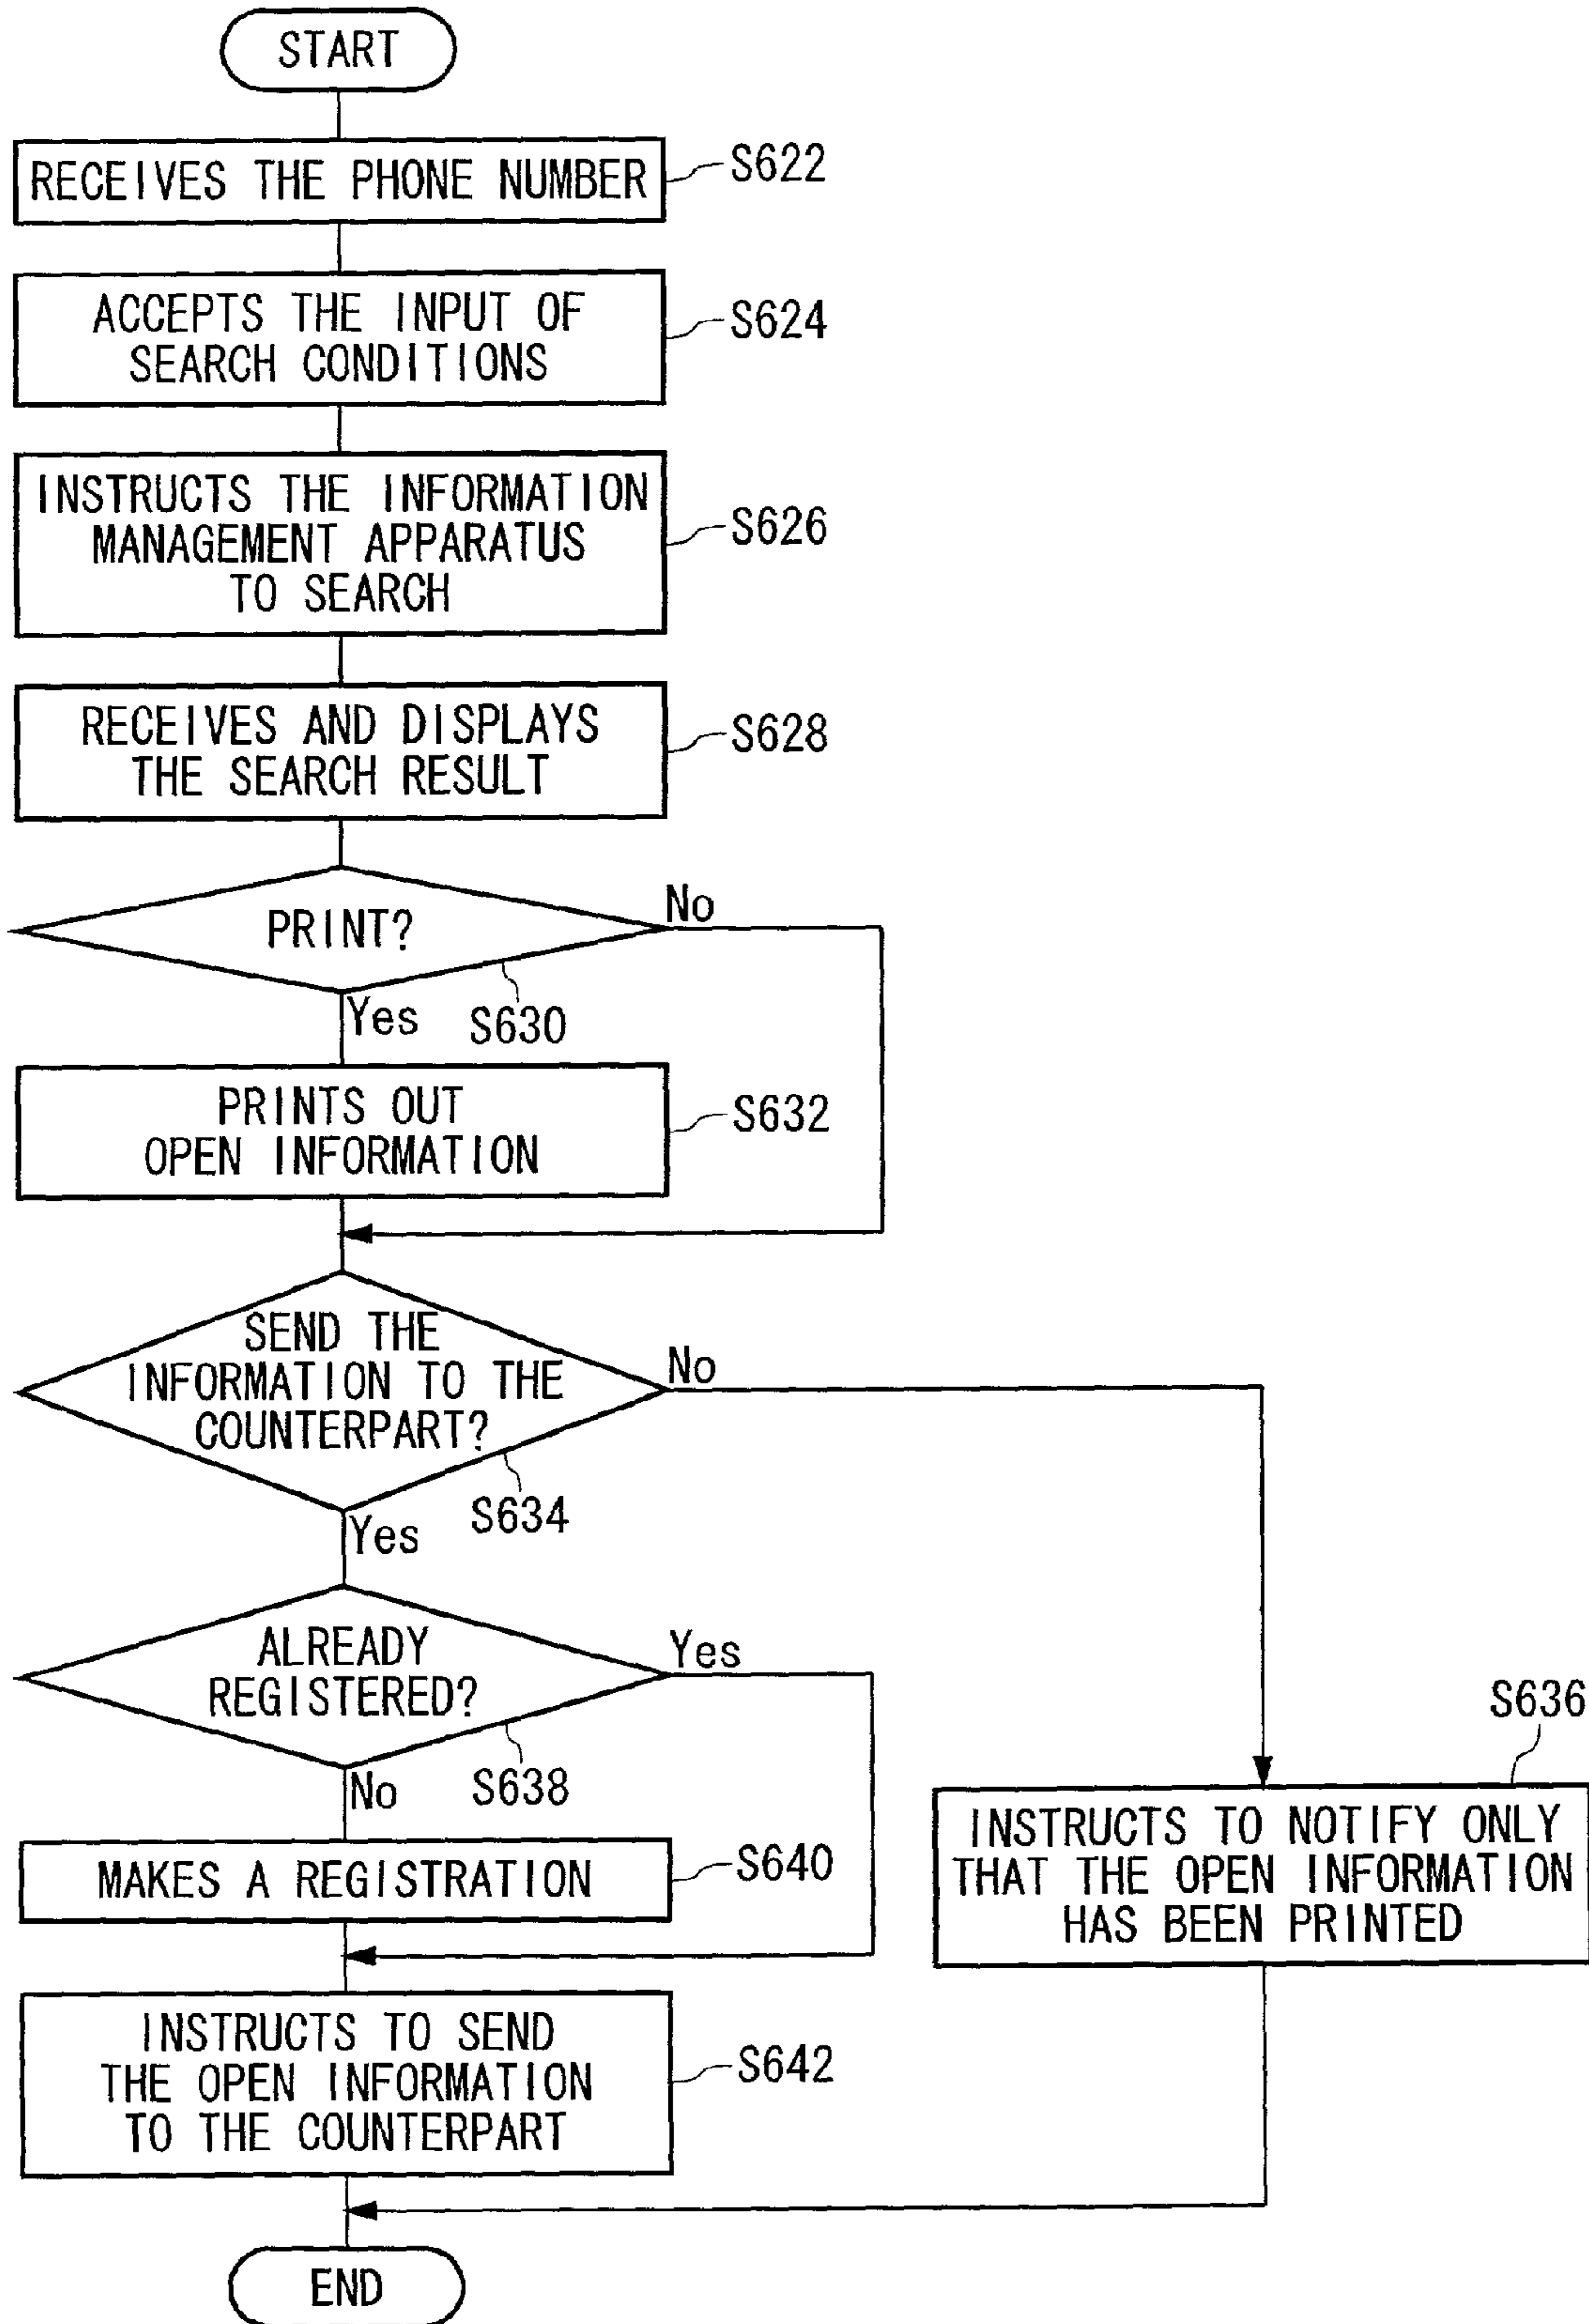 START
RECEIVES THE PHONE NUMBER
S622
ACCEPTS THE INPUT OF
SEARCH CONDITIONS
S624
INSTRUCTS THE INFORMATION
MANAGEMENT APPARATUS
TO SEARCH
S626
RECEIVES AND DISPLAYS
THE SEARCH RESULT
S628
PRINT?
No
Yes
S630
PRINTS OUT
OPEN INFORMATION
S632
SEND THE
INFORMATION TO THE
COUNTERPART?
No
Yes
S634
ALREADY
REGISTERED?
Yes
No
S638
S636
INSTRUCTS TO NOTIFY ONLY
THAT THE OPEN INFORMATION
HAS BEEN PRINTED
MAKES A REGISTRATION
S640
INSTRUCTS TO SEND
THE OPEN INFORMATION
TO THE COUNTERPART
S642
END